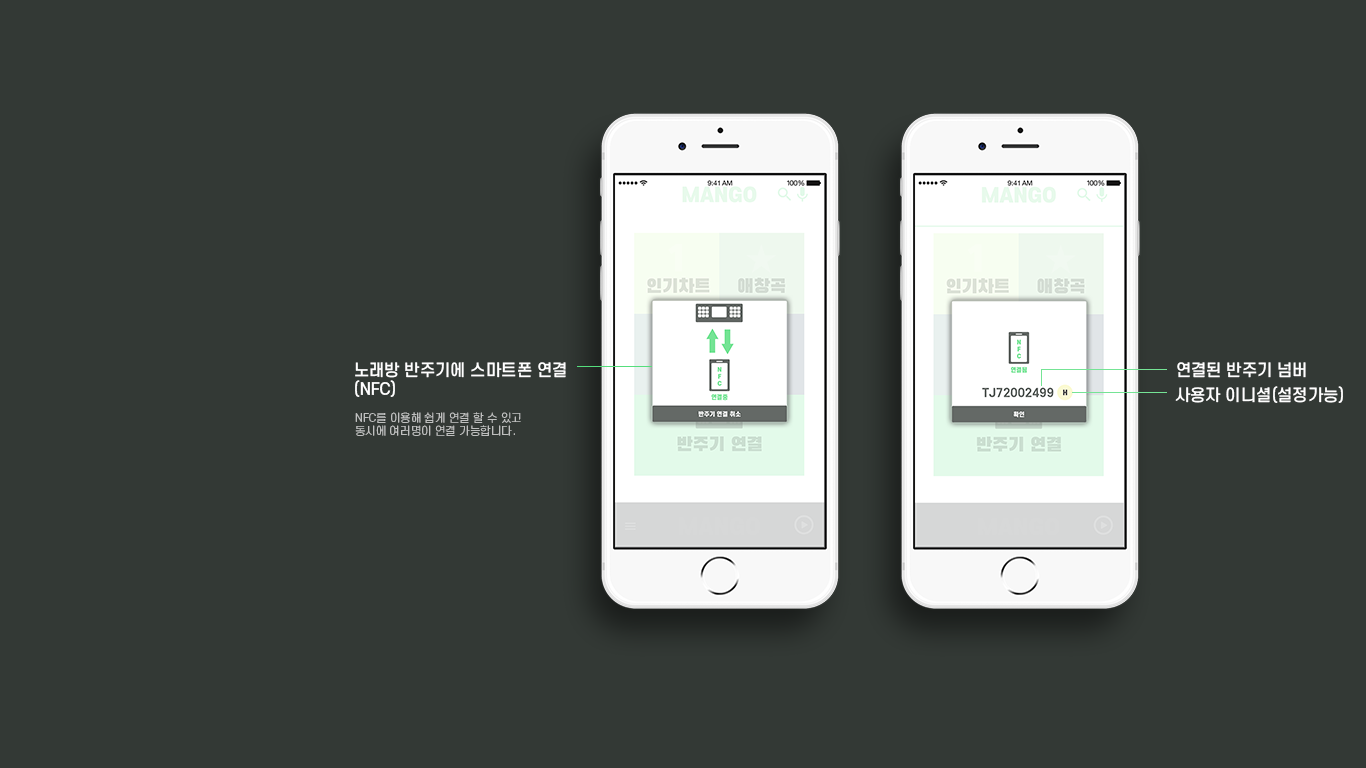 노래방 반주기에 스마트폰 연결
(NFC)
NFC를 이용해 쉽게 연결 할 수 있고
동시에 여러명이 연결 가능합니다.
9:41 AM
100%
MANGO
인기차트
애창곡
NFC
연결중
반주기 연결 취소
반주기 연결
9:41 AM
100%
MANGO
인기차트
애창곡
NFC
연결됨
TJ72002499 H
확인
반주기 연결
연결된 반주기 넘버
사용자 이니셜(설정가능)